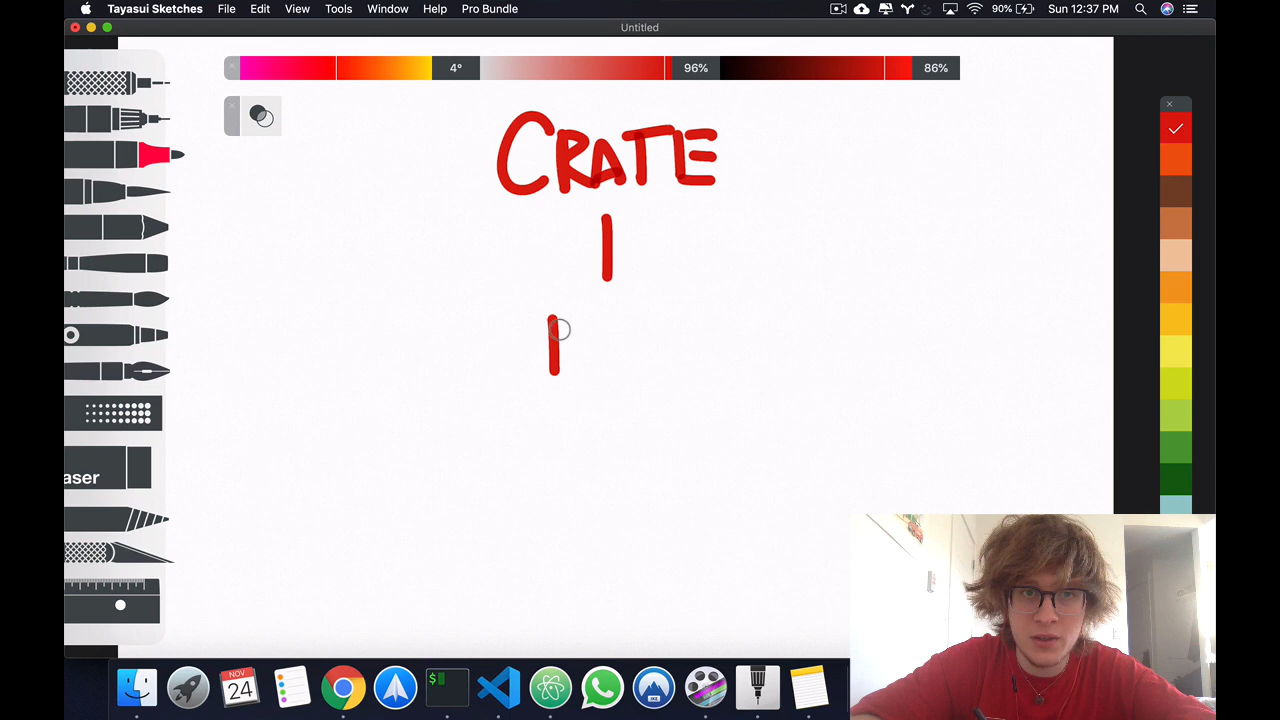 Tayasui Sketches File Edit View Tools Window Help Pro Bundle 90% Sun 12:37 PM
Untitled
4° 96% 86%
CRATE
aser
NOV
24
$